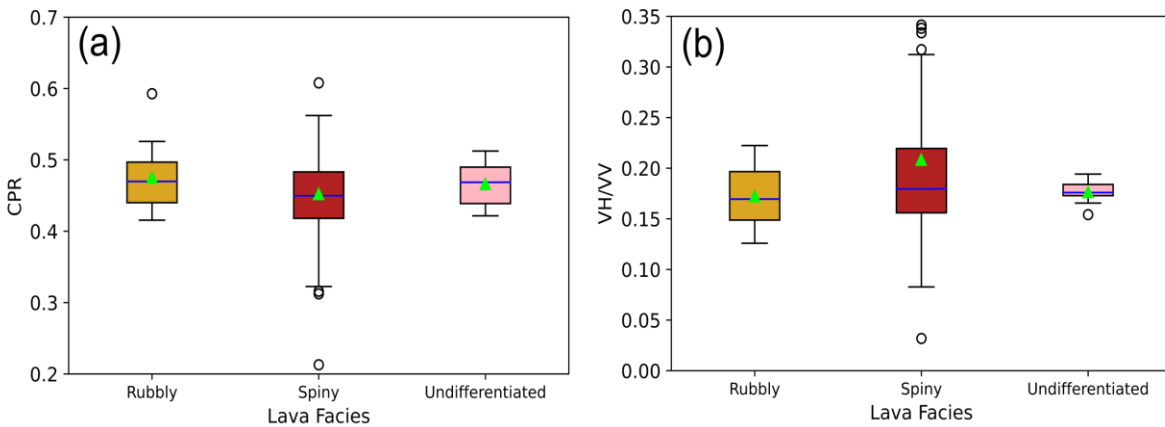 (a)
CPR
0.7
0.6
0.5
0.4
0.3
0.2
Rubbly Spiny Undifferentiated
Lava Facies
(b)
VH/VV
0.35
0.30
0.25
0.20
0.15
0.10
0.05
0.00
Rubbly Spiny Undifferentiated
Lava Facies